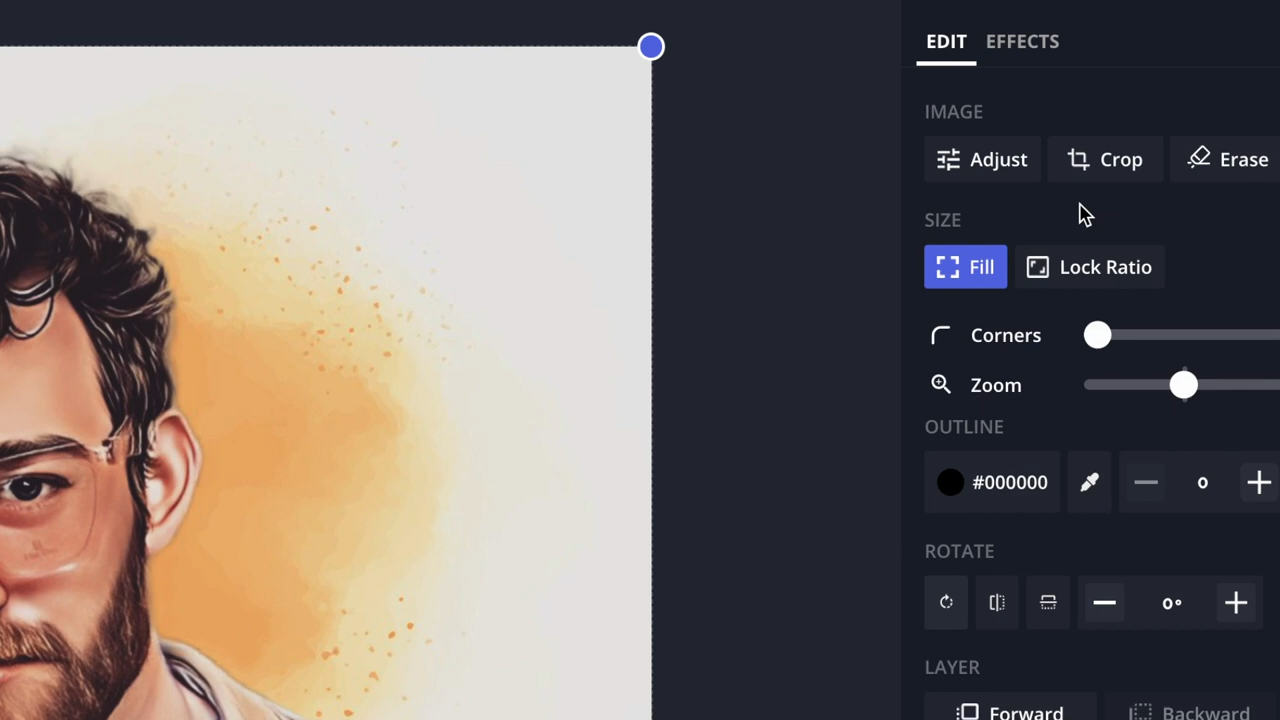 EDIT EFFECTS
IMAGE
Adjust Crop Erase
SIZE
Fill Lock Ratio
Corners
Zoom
OUTLINE
#000000 0
ROTATE
0°
LAYER
Forward Backward